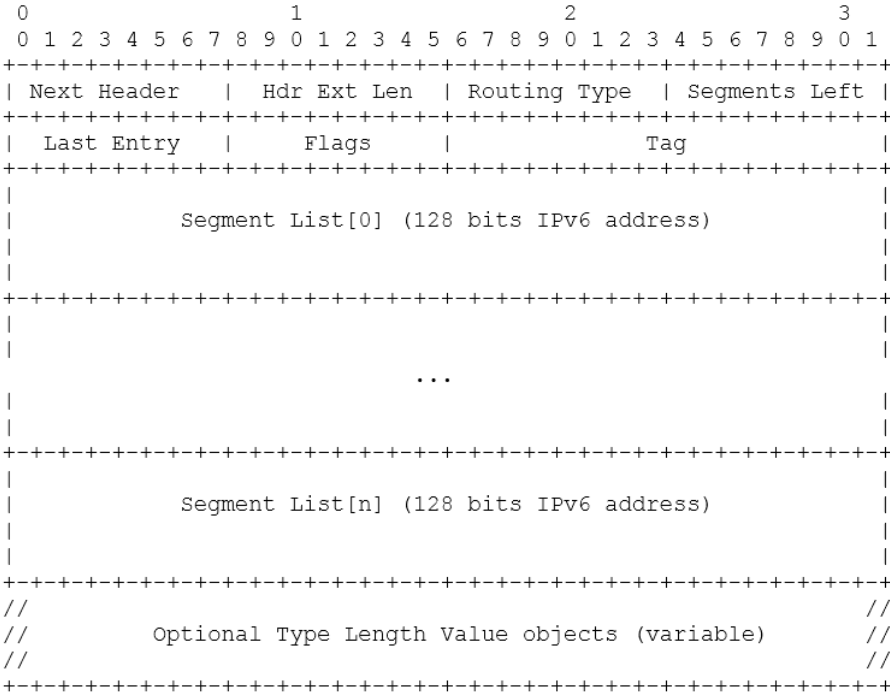 0                   1                   2                   3
 0 1 2 3 4 5 6 7 8 9 0 1 2 3 4 5 6 7 8 9 0 1 2 3 4 5 6 7 8 9 0 1
+-+-+-+-+-+-+-+-+-+-+-+-+-+-+-+-+-+-+-+-+-+-+-+-+-+-+-+-+-+-+-+-+
| Next Header   |  Hdr Ext Len  | Routing Type  | Segments Left |
+-+-+-+-+-+-+-+-+-+-+-+-+-+-+-+-+-+-+-+-+-+-+-+-+-+-+-+-+-+-+-+-+
|  Last Entry   |     Flags     |              Tag              |
+-+-+-+-+-+-+-+-+-+-+-+-+-+-+-+-+-+-+-+-+-+-+-+-+-+-+-+-+-+-+-+-+
|                                                               |
|            Segment List[0] (128 bits IPv6 address)            |
|                                                               |
|                                                               |
+-+-+-+-+-+-+-+-+-+-+-+-+-+-+-+-+-+-+-+-+-+-+-+-+-+-+-+-+-+-+-+-+
|                                                               |
|                                                               |
                              ...
|                                                               |
|                                                               |
+-+-+-+-+-+-+-+-+-+-+-+-+-+-+-+-+-+-+-+-+-+-+-+-+-+-+-+-+-+-+-+-+
|                                                               |
|            Segment List[n] (128 bits IPv6 address)            |
|                                                               |
|                                                               |
+-+-+-+-+-+-+-+-+-+-+-+-+-+-+-+-+-+-+-+-+-+-+-+-+-+-+-+-+-+-+-+-+
//                                                             //
//         Optional Type Length Value objects (variable)       //
//                                                             //
+-+-+-+-+-+-+-+-+-+-+-+-+-+-+-+-+-+-+-+-+-+-+-+-+-+-+-+-+-+-+-+-+